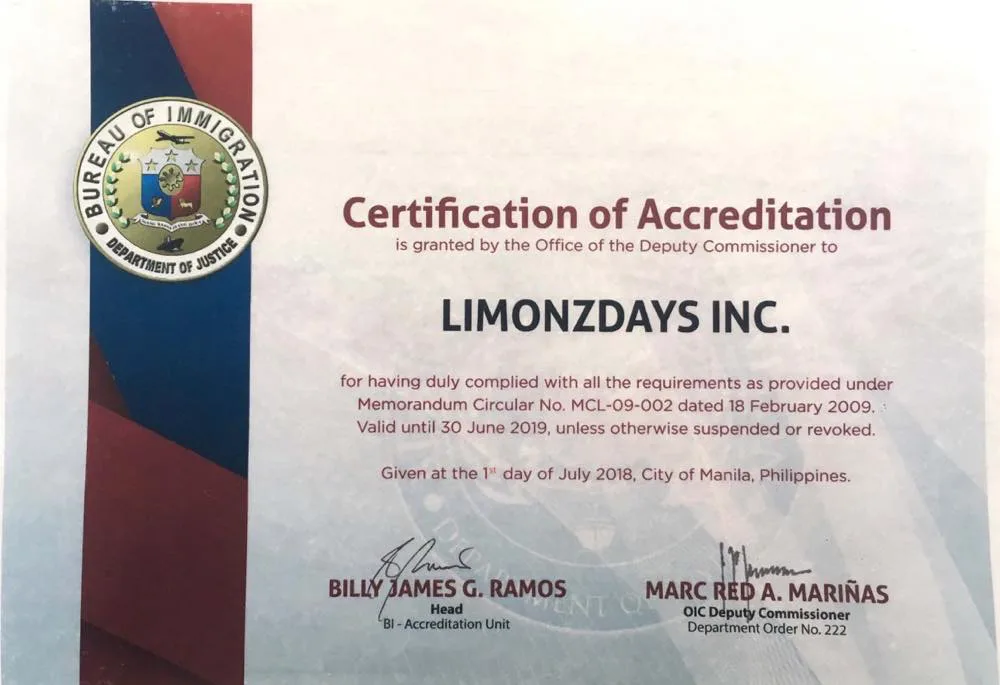 BUREAU OF IMMIGRATION
DEPARTMENT OF JUSTICE
Certification of Accreditation
is granted by the Office of the Deputy Commissioner to
LIMONZDAYS INC.
for having duly complied with all the requirements as provided under
Memorandum Circular No. MCL-09-002 dated 18 February 2009.
Valid until 30 June 2019, unless otherwise suspended or revoked.
Given at the 1st day of July 2018, City of Manila, Philippines.
BILLY JAMES G. RAMOS
Head
BI - Accreditation Unit
MARC RED A. MARIÑAS
OIC Deputy Commissioner
Department Order No. 222